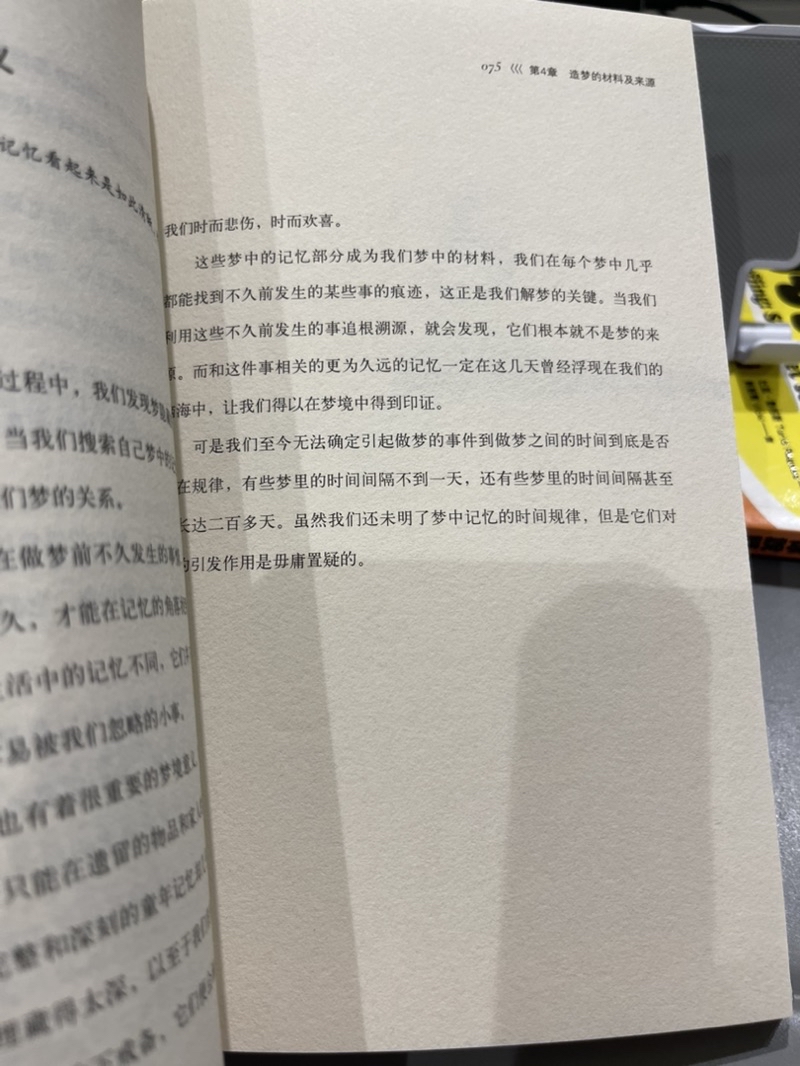 记忆看起来是如此清晰
过程中，我们发现梦
当我们搜索自己梦中
们梦的关系。
在做梦前不久发生的事
久，才能在记忆的角落
活中的记忆不同，它们
易被我们忽略的小事，
也有着很重要的梦境意
只能在遗留的物品和家人
整和深刻的童年记忆
埋藏得太深，以至于我们
075 <<< 第4章 造梦的材料及来源
我们时而悲伤，时而欢喜。
这些梦中的记忆部分成为我们梦中的材料，我们在每个梦中几乎
都能找到不久前发生的某些事的痕迹，这正是我们解梦的关键。当我们
利用这些不久前发生的事追根溯源，就会发现，它们根本就不是梦的来
源。而和这件事相关的更为久远的记忆一定在这几天曾经浮现在我们的
海中，让我们得以在梦境中得到印证。
可是我们至今无法确定引起做梦的事件到做梦之间的时间到底是否
在规律，有些梦里的时间间隔不到一天，还有些梦里的时间间隔甚至
长达二百多天。虽然我们还未明了梦中记忆的时间规律，但是它们对
的引发作用是毋庸置疑的。